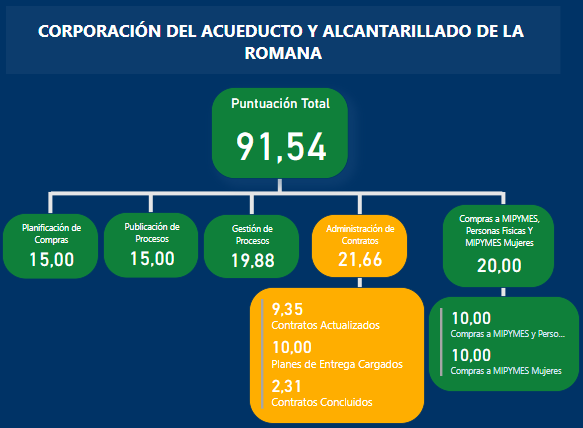 CORPORACIÓN DEL ACUEDUCTO Y ALCANTARILLADO DE LA
ROMANA
Puntuación Total
91,54
Planificación de
Compras
15,00
Publicación de
Procesos
15,00
Gestión de
Procesos
19,88
Administración de
Contratos
21,66
Compras a MIPYMES,
Personas Fisicas Y
MIPYMES Mujeres
20,00
9,35
Contratos Actualizados
10,00
Planes de Entrega Cargados
2,31
Contratos Concluidos
10,00
Compras a MIPYMES y Perso...
10,00
Compras a MIPYMES Mujeres